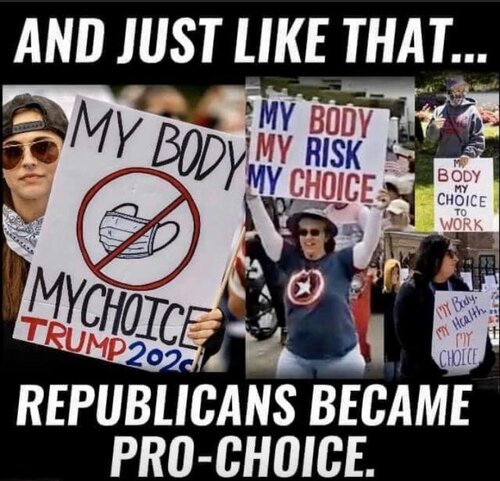 AND JUST LIKE THAT...
MY BODY
MY CHOICE
TRUMP 2020
MY BODY
MY RISK
MY CHOICE
MY
BODY
MY
CHOICE
TO
WORK
MY Body
MY Health
MY
CHOICE
REPUBLICANS BECAME
PRO-CHOICE.